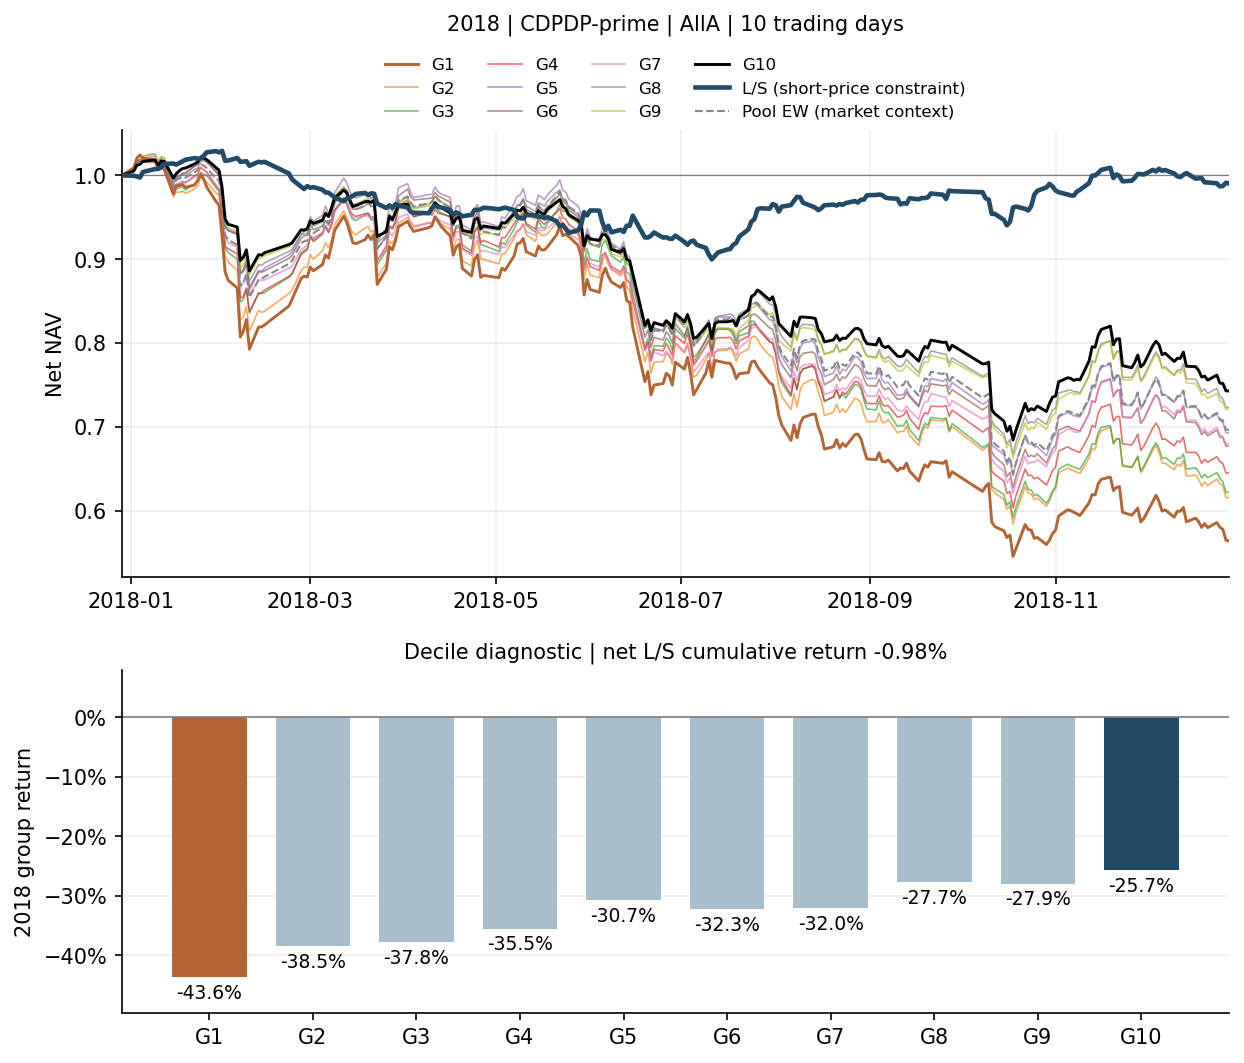 2018 | CDPDP-prime | AllA | 10 trading days
G1 G4 G7 G10
G2 G5 G8 L/S (short-price constraint)
G3 G6 G9 Pool EW (market context)
Net NAV
1.0
0.9
0.8
0.7
0.6
2018-01 2018-03 2018-05 2018-07 2018-09 2018-11
Decile diagnostic | net L/S cumulative return -0.98%
2018 group return
0%
−10%
−20%
−30%
−40%
-43.6% -38.5% -37.8% -35.5% -30.7% -32.3% -32.0% -27.7% -27.9% -25.7%
G1 G2 G3 G4 G5 G6 G7 G8 G9 G10